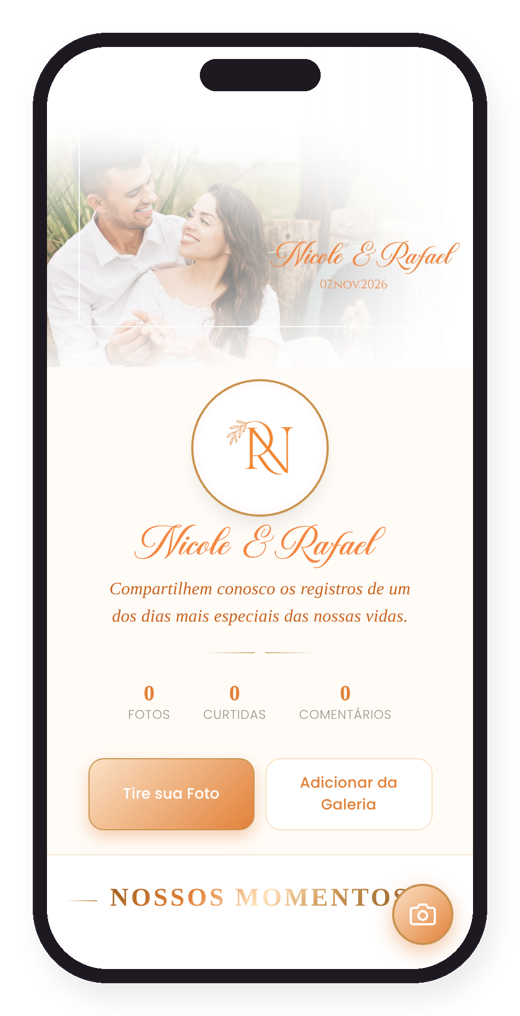 Nicole & Rafael
07.NOV.2026
RN
Nicole & Rafael
Compartilhem conosco os registros de um
dos dias mais especiais das nossas vidas.
0 0 0
FOTOS CURTIDAS COMENTÁRIOS
Tire sua Foto
Adicionar da
Galeria
NOSSOS MOMENTOS